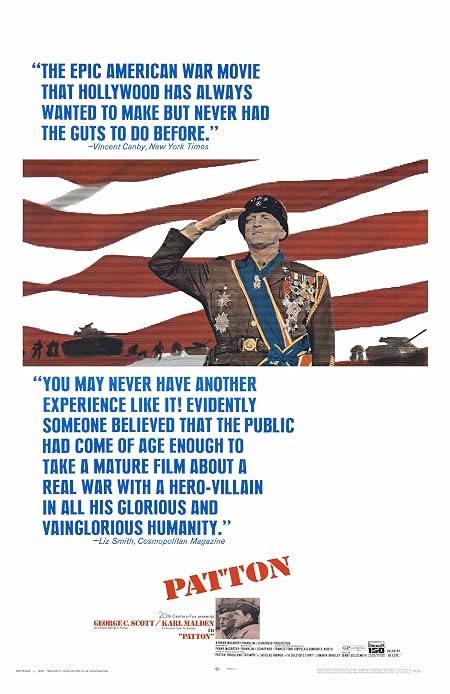 “THE EPIC AMERICAN WAR MOVIE
THAT HOLLYWOOD HAS ALWAYS
WANTED TO MAKE BUT NEVER HAD
THE GUTS TO DO BEFORE.”
–Vincent Canby, New York Times
“YOU MAY NEVER HAVE ANOTHER
EXPERIENCE LIKE IT! EVIDENTLY
SOMEONE BELIEVED THAT THE PUBLIC
HAD COME OF AGE ENOUGH TO
TAKE A MATURE FILM ABOUT A
REAL WAR WITH A HERO-VILLAIN
IN ALL HIS GLORIOUS AND
VAINGLORIOUS HUMANITY.”
–Liz Smith, Cosmopolitan Magazine
PATTON
20th Century-Fox presents
GEORGE C. SCOTT / KARL MALDEN
in
“PATTON”